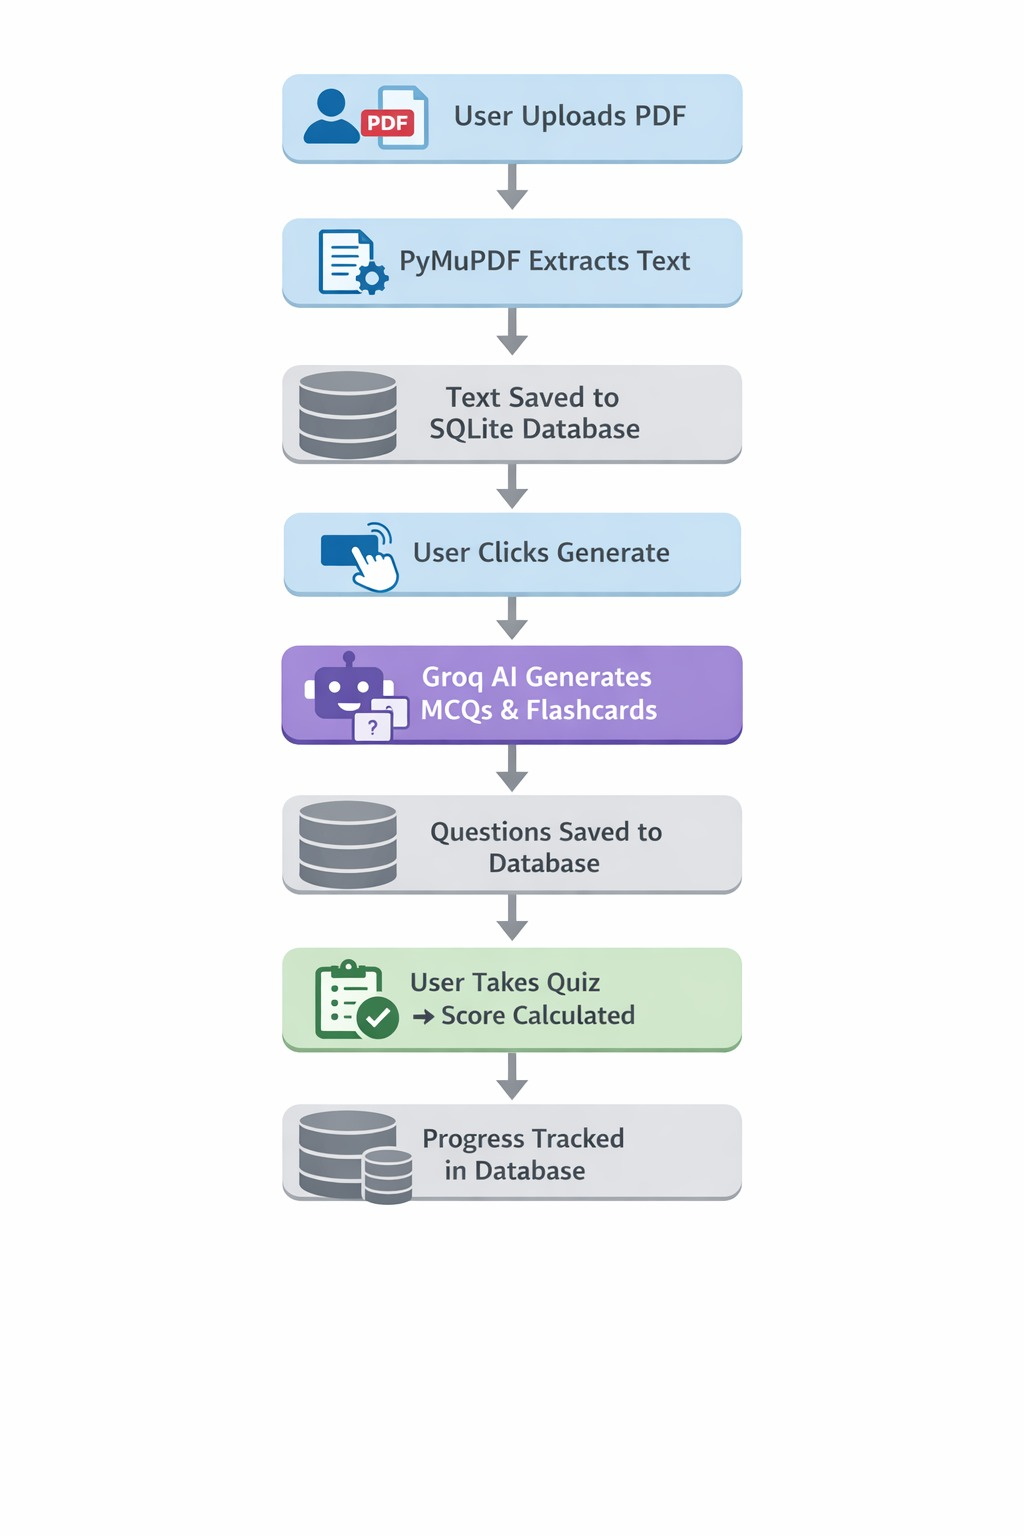 PDF
User Uploads PDF
PyMuPDF Extracts Text
Text Saved to
SQLite Database
User Clicks Generate
Groq AI Generates
MCQs & Flashcards
?
Questions Saved to
Database
User Takes Quiz
→ Score Calculated
Progress Tracked
in Database